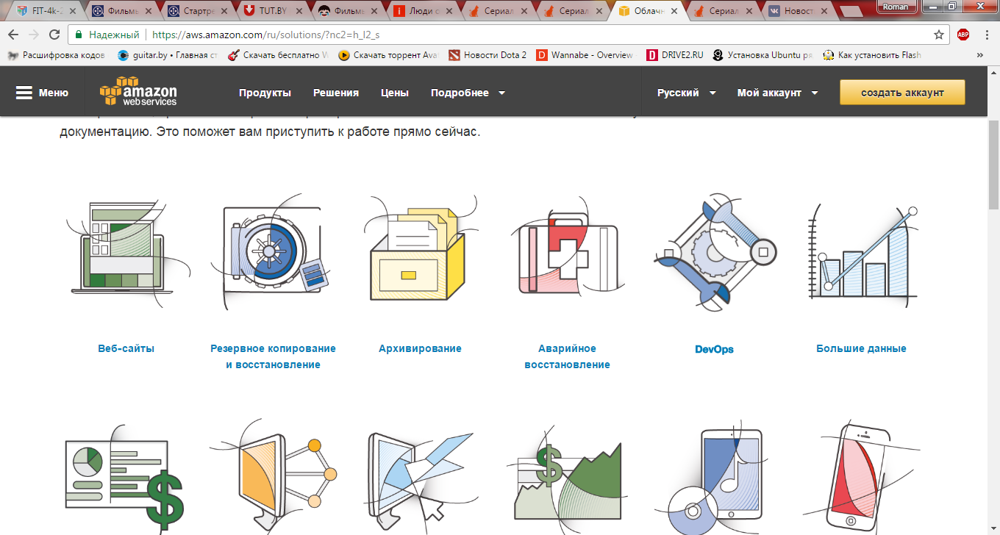 FIT-4k-2
Фильмы
Стартре
TUT.BY
Фильмы
Люди
Сериал
Сериал
Облачн
Сериал
Новост
Roman
Надежный
https://aws.amazon.com/ru/solutions/?nc2=h_l2_s
ABP
Расшифровка кодов
guitar.by • Главная ст
Скачать бесплатно
Скачать торрент Ava
Новости Dota 2
Wannabe - Overview
DRIVE2.RU
Установка Ubuntu ря
Как установить Flash
»
Меню
amazon
web services
Продукты
Решения
Цены
Подробнее
Русский
Мой аккаунт
создать аккаунт
документацию. Это поможет вам приступить к работе прямо сейчас.
Веб-сайты
Резервное копирование
и восстановление
Архивирование
Аварийное
восстановление
DevOps
Большие данные